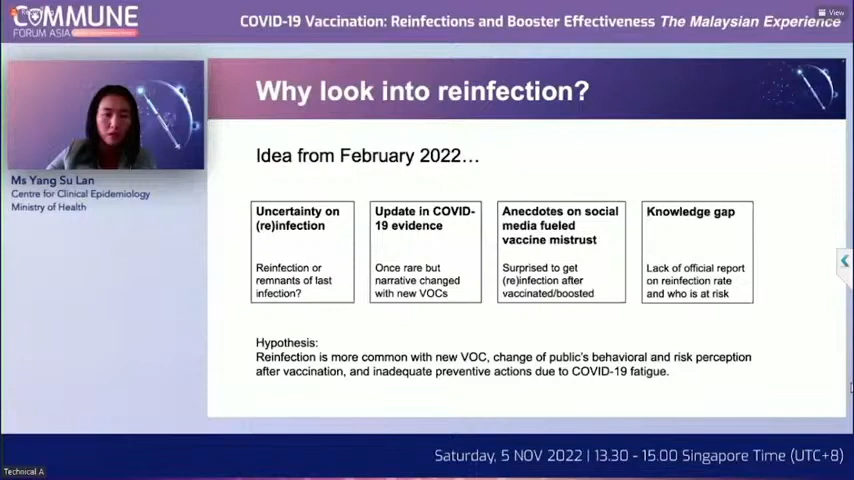 COMMUNE
FORUM ASIA
COVID-19 Vaccination: Reinfections and Booster Effectiveness The Malaysian Experience
View
Why look into reinfection?
Ms Yang Su Lan
Centre for Clinical Epidemiology
Ministry of Health
Idea from February 2022...
Uncertainty on
(re)infection
Reinfection or
remnants of last
infection?
Update in COVID-
19 evidence
Once rare but
narrative changed
with new VOCs
Anecdotes on social
media fueled
vaccine mistrust
Surprised to get
(re)infection after
vaccinated/boosted
Knowledge gap
Lack of official report
on reinfection rate
and who is at risk
Hypothesis:
Reinfection is more common with new VOC, change of public's behavioral and risk perception
after vaccination, and inadequate preventive actions due to COVID-19 fatigue.
Saturday, 5 NOV 2022 | 13.30 - 15.00 Singapore Time (UTC+8)
Technical A